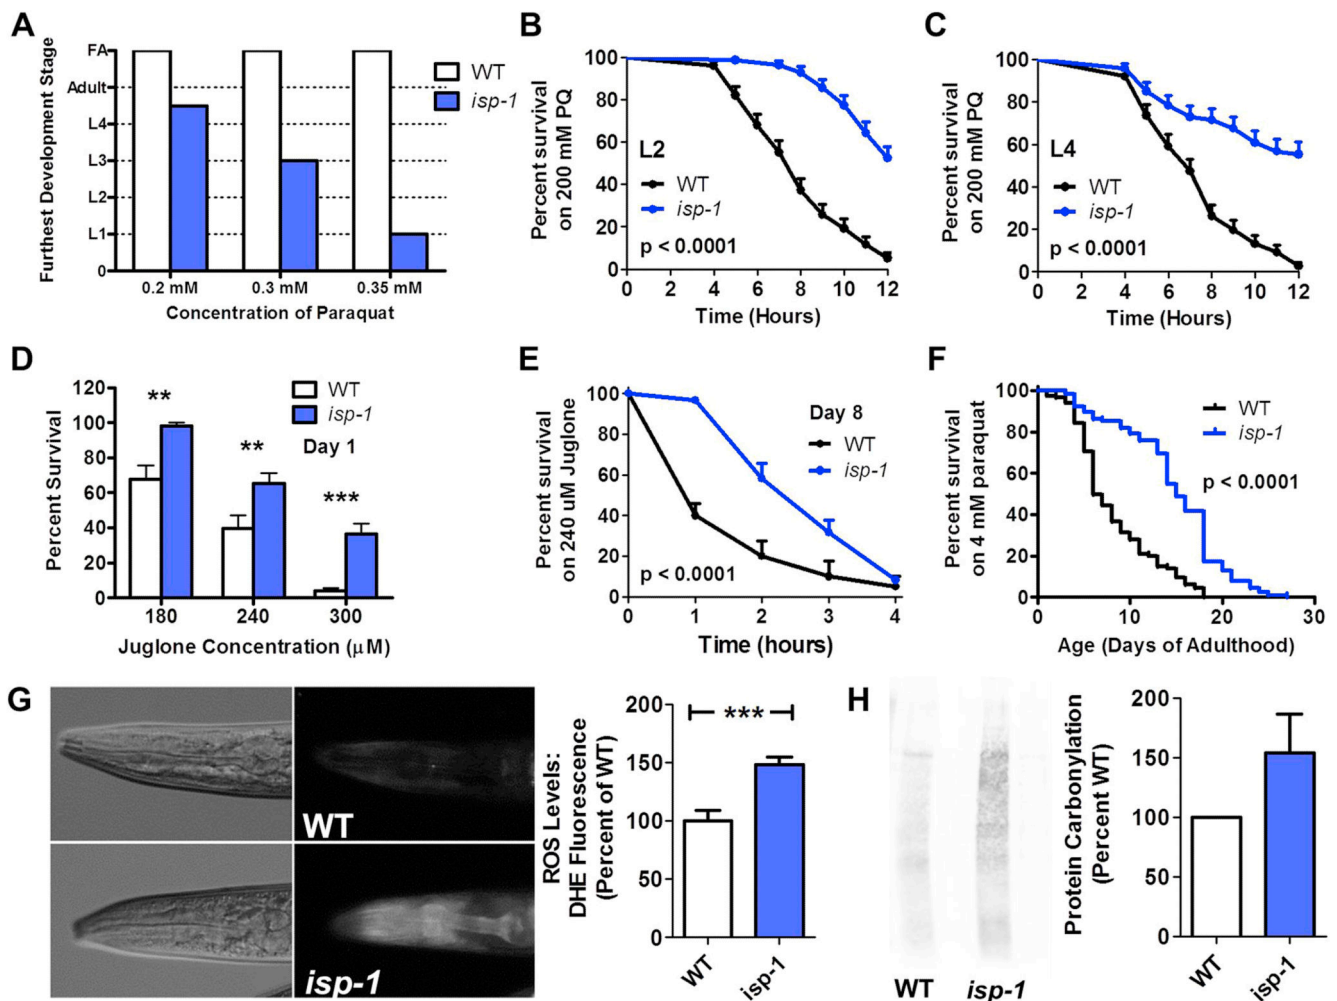 A
Furthest Development Stage
FA
Adult
L4
L3
L2
L1
0
0.2 mM 0.3 mM 0.35 mM
Concentration of Paraquat
WT
isp-1
B
Percent survival
on 200 mM PQ
100
80
60
40
20
0
L2
WT
isp-1
p < 0.0001
0 2 4 6 8 10 12
Time (Hours)
C
Percent survival
on 200 mM PQ
100
80
60
40
20
0
L4
WT
isp-1
p < 0.0001
0 2 4 6 8 10 12
Time (Hours)
D
Percent Survival
120
100
80
60
40
20
0
** ** ***
WT
isp-1
Day 1
180 240 300
Juglone Concentration (μM)
E
Percent survival
on 240 uM Juglone
100
80
60
40
20
0
Day 8
WT
isp-1
p < 0.0001
0 1 2 3 4
Time (hours)
F
Percent survival
on 4 mM paraquat
100
80
60
40
20
0
WT
isp-1
p < 0.0001
0 10 20 30
Age (Days of Adulthood)
G
WT
isp-1
ROS Levels:
DHE Fluorescence
(Percent of WT)
200
150
100
50
0
***
WT isp-1
H
WT isp-1
Protein Carbonylation
(Percent WT)
200
150
100
50
0
WT isp-1